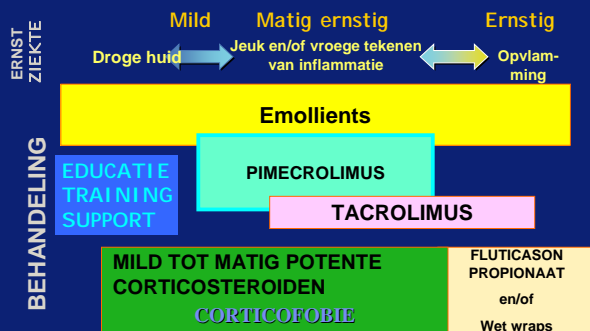 ERNST
ZIEKTE
Mild
Matig ernstig
Ernstig
Droge huid
Jeuk en/of vroege tekenen
van inflammatie
Opvlam-
ming
BEHANDELING
Emollients
EDUCATIE
TRAINING
SUPPORT
PIMECROLIMUS
TACROLIMUS
MILD TOT MATIG POTENTE
CORTICOSTEROIDEN
CORTICOFOBIE
FLUTICASON
PROPIONAAT
en/of
Wet wraps